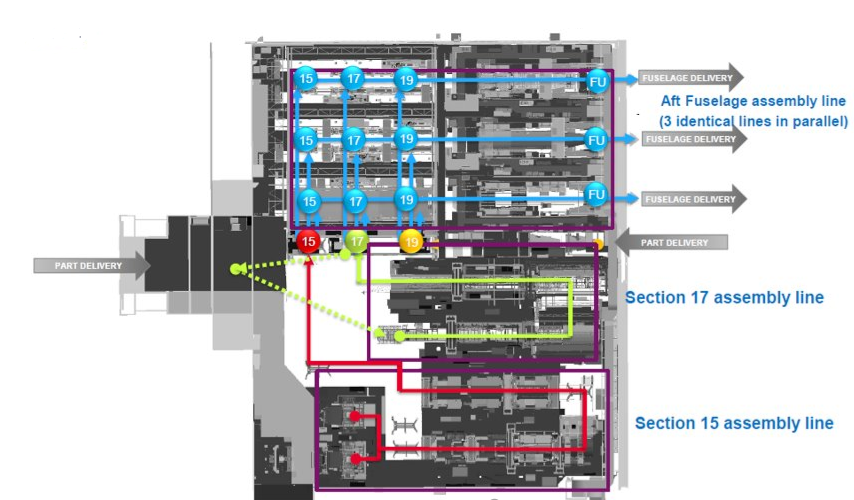 15 17 19 FU FUSELAGE DELIVERY
Aft Fuselage assembly line
(3 identical lines in parallel)
15 17 19 FU FUSELAGE DELIVERY
15 17 19 FU FUSELAGE DELIVERY
15 17 19 PART DELIVERY
PART DELIVERY
Section 17 assembly line
Section 15 assembly line